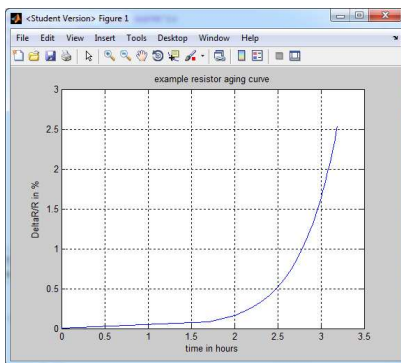 <Student Version> Figure 1
File Edit View Insert Tools Desktop Window Help
example resistor aging curve
3
2.5
2
1.5
1
0.5
0
DeltaR/R in %
0 0.5 1 1.5 2 2.5 3 3.5
time in hours